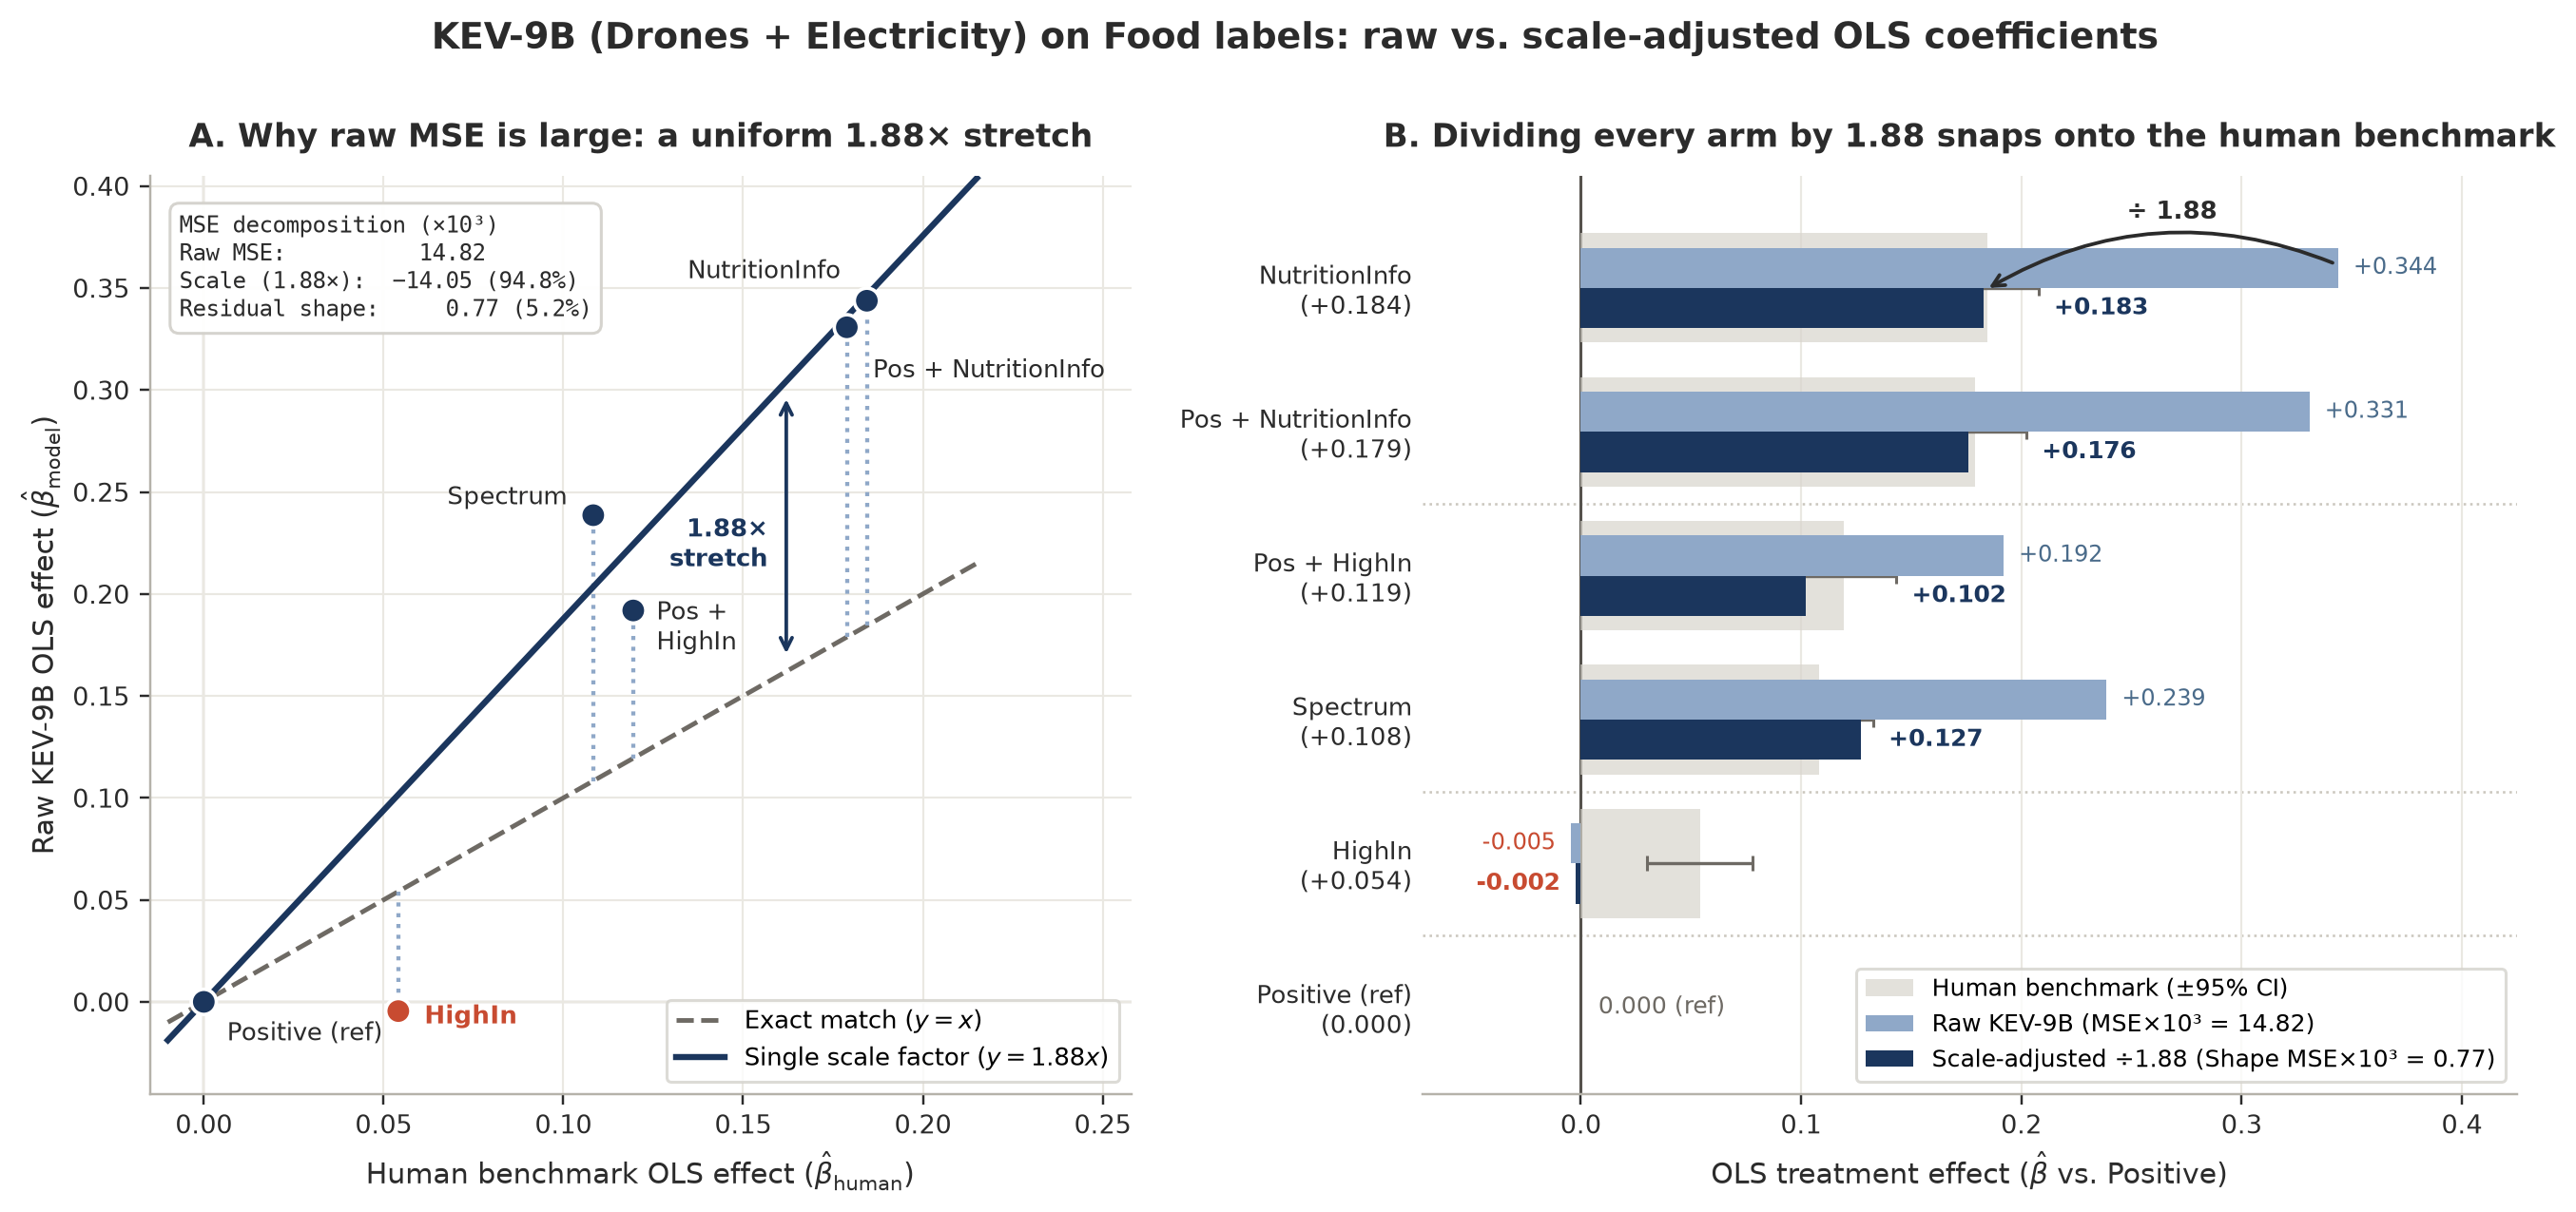 KEV-9B (Drones + Electricity) on Food labels: raw vs. scale-adjusted OLS coefficients
A. Why raw MSE is large: a uniform 1.88× stretch
0.40
0.35
0.30
0.25
0.20
0.15
0.10
0.05
0.00
Raw KEV-9B OLS effect (β̂model)
MSE decomposition (×10³)
Raw MSE: 14.82
Scale (1.88×): −14.05 (94.8%)
Residual shape: 0.77 (5.2%)
NutritionInfo
Pos + NutritionInfo
Spectrum
1.88×
stretch
Pos +
HighIn
Positive (ref)
HighIn
Exact match (y = x)
Single scale factor (y = 1.88x)
0.00
0.05
0.10
0.15
0.20
0.25
Human benchmark OLS effect (β̂human)
B. Dividing every arm by 1.88 snaps onto the human benchmark
÷ 1.88
NutritionInfo
(+0.184)
+0.344
+0.183
Pos + NutritionInfo
(+0.179)
+0.331
+0.176
Pos + HighIn
(+0.119)
+0.192
+0.102
Spectrum
(+0.108)
+0.239
+0.127
HighIn
(+0.054)
-0.005
-0.002
Positive (ref)
(0.000)
0.000 (ref)
Human benchmark (±95% CI)
Raw KEV-9B (MSE×10³ = 14.82)
Scale-adjusted ÷1.88 (Shape MSE×10³ = 0.77)
0.0
0.1
0.2
0.3
0.4
OLS treatment effect (β̂ vs. Positive)